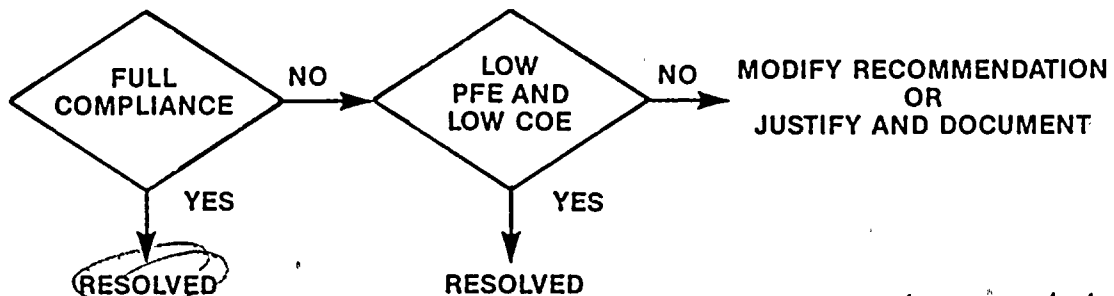 FULL
COMPLIANCE
NO
LOW
PFE AND
LOW COE
NO
MODIFY RECOMMENDATION
OR
JUSTIFY AND DOCUMENT
YES
RESOLVED
YES
RESOLVED